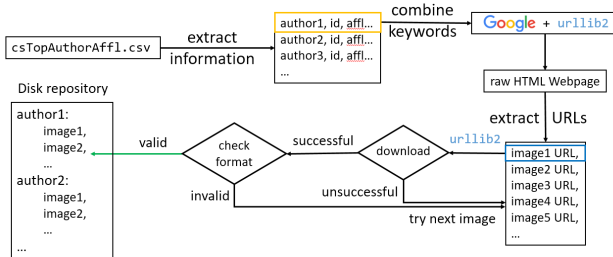 csTopAuthorAffl.csv
extract
information
author1, id, affl...
author2, id, affl...
author3, id, affl...
...
combine
keywords
Google + urllib2
raw HTML Webpage
extract URLs
image1 URL,
image2 URL,
image3 URL,
image4 URL,
image5 URL,
...
urllib2
download
successful
unsuccessful
try next image
check
format
valid
invalid
Disk repository
author1:
image1,
image2,
...
author2:
image1,
image2,
...
...